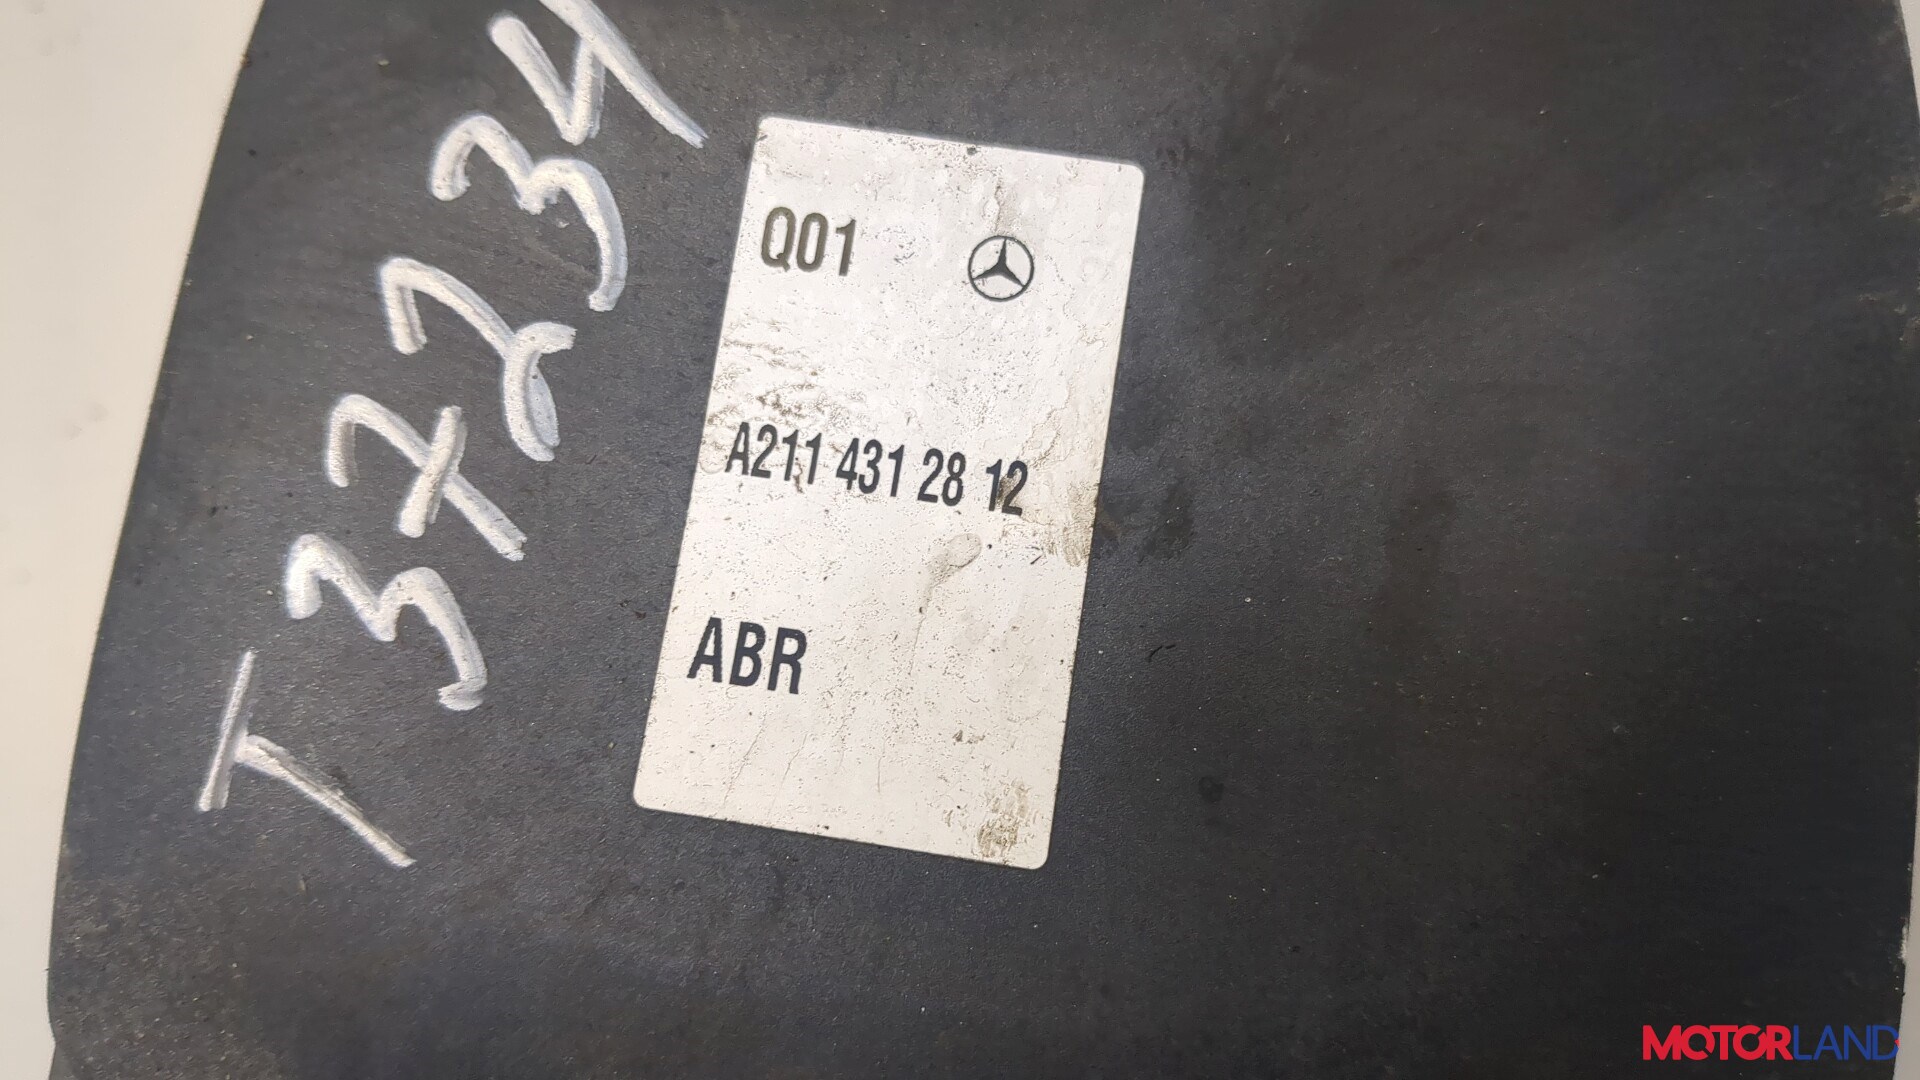 T37234
Q01
A211 431 28 12
ABR
MOTORLAND